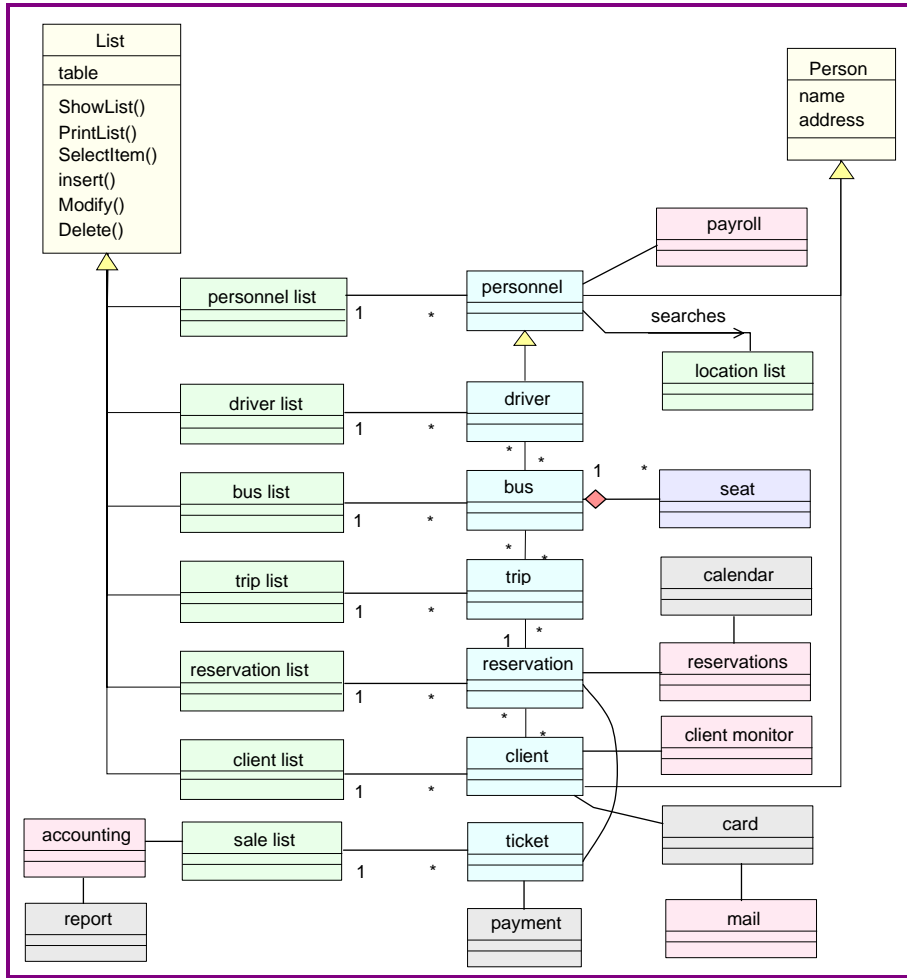 List
table
ShowList()
PrintList()
SelectItem()
insert()
Modify()
Delete()
Person
name
address
payroll
personnel list
1
*
personnel
searches
location list
driver list
1
*
driver
*
*
bus list
1
*
bus
1
*
seat
*
*
trip list
1
*
trip
calendar
1
*
reservation list
1
*
reservation
reservations
*
*
client list
1
*
client
client monitor
accounting
sale list
1
*
ticket
card
report
payment
mail